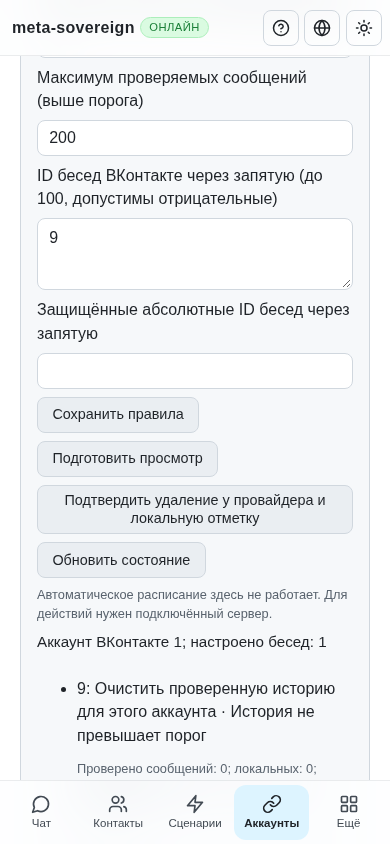 meta-sovereign ОНЛАЙН
Максимум проверяемых сообщений
(выше порога)
200
ID бесед ВКонтакте через запятую (до
100, допустимы отрицательные)
9
Защищённые абсолютные ID бесед через
запятую
Сохранить правила
Подготовить просмотр
Подтвердить удаление у провайдера и
локальную отметку
Обновить состояние
Автоматическое расписание здесь не работает. Для
действий нужен подключённый сервер.
Аккаунт ВКонтакте 1; настроено бесед: 1
• 9: Очистить проверенную историю
для этого аккаунта · История не
превышает порог
Проверено сообщений: 0; локальных: 0;
Чат Контакты Сценарии Аккаунты Ещё